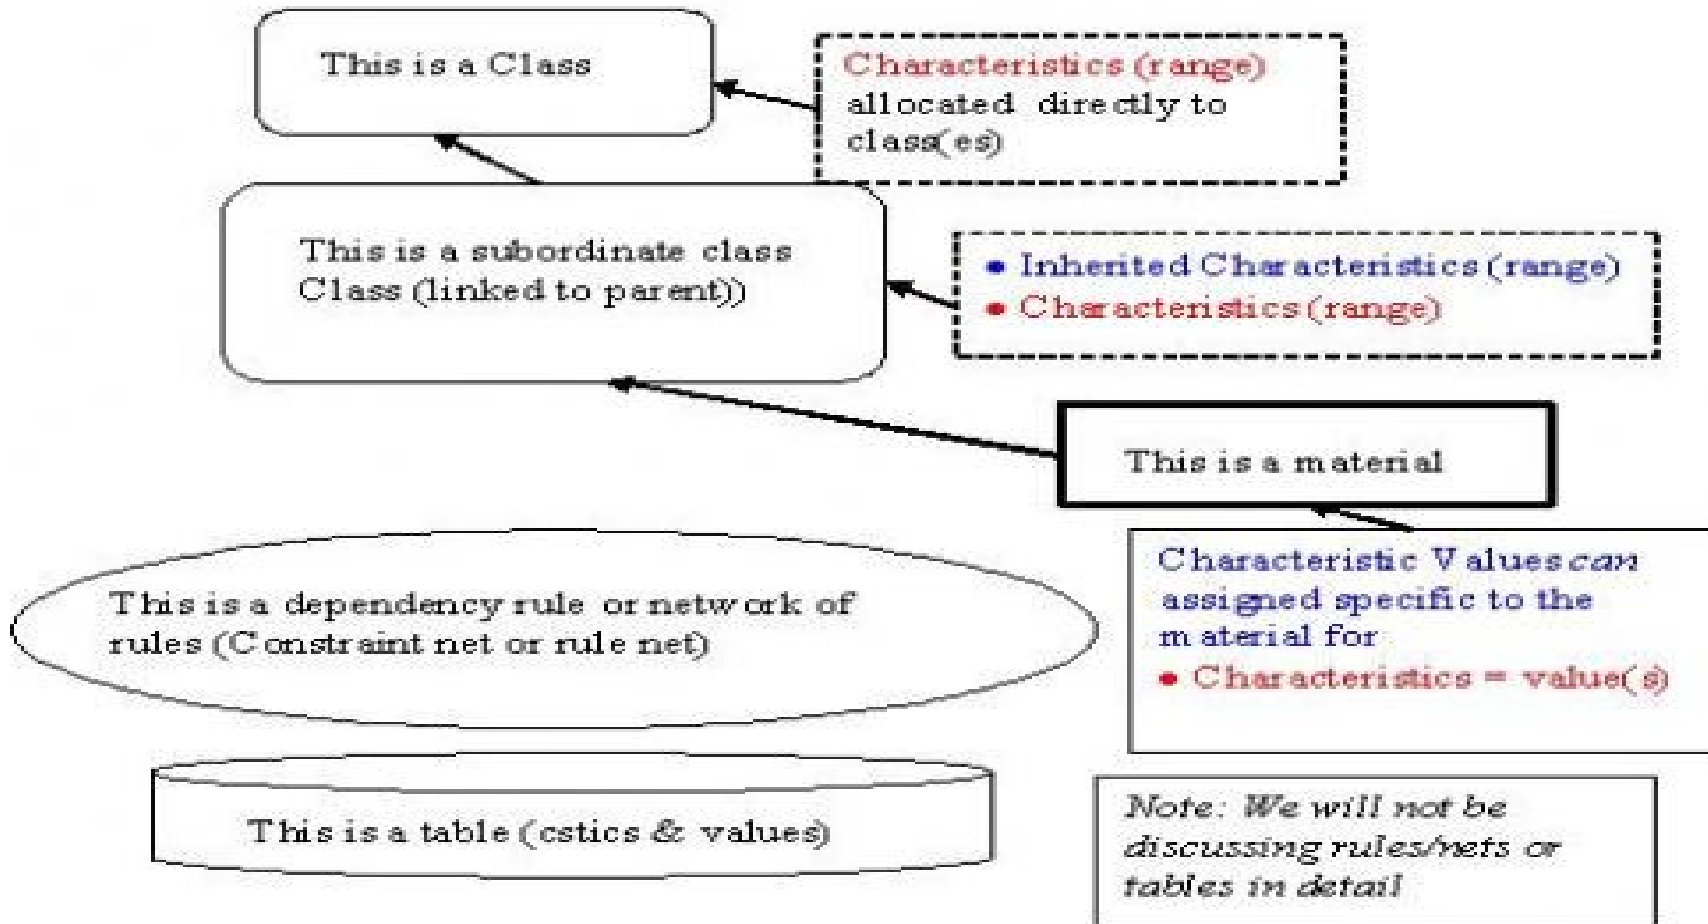 This is a Class
Characteristics (range)
allocated directly to
class(es)
This is a subordinate class
Class (linked to parent))
• Inherited Characteristics (range)
• Characteristics (range)
This is a material
This is a dependency rule or network of
rules (Constraint net or rule net)
Characteristic Values can
assigned specific to the
material for
• Characteristics = value(s)
This is a table (cstics & values)
Note: We will not be
discussing rules/nets or
tables in detail